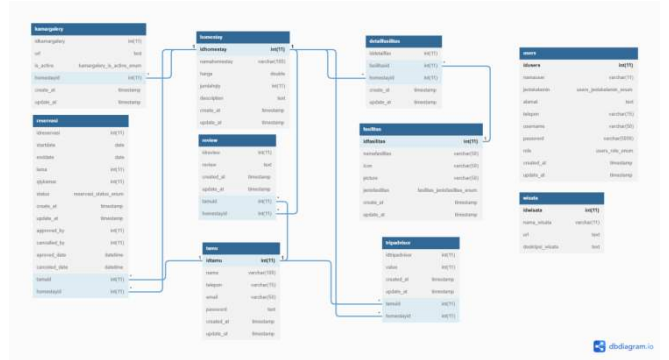 kamargalery
idkamargalery int(11)
url text
is_active kamargalery_is_active_enum
homestayid int(11)
create_at timestamp
update_at timestamp
homestay
idhomestay int(11)
namahomestay varchar(100)
harga double
jumlahqty int(11)
description text
create_at timestamp
update_at timestamp
detailfasilitas
iddetailfas int(11)
fasilitasid int(11)
homestayid int(11)
create_at timestamp
update_at timestamp
users
idusers int(11)
namauser varchar(11)
jeniskelamin users_jeniskelamin_enum
alamat text
telepon varchar(15)
username varchar(50)
password
role users_role_enum
created_at timestamp
update_at timestamp
reservasi
idreservasi int(11)
startdate date
enddate date
lama int(11)
qtykamar int(11)
status reservasi_status_enum
create_at timestamp
update_at timestamp
approved_by int(11)
cancelled_by int(11)
aproved_date datetime
canceled_date datetime
tamuid int(11)
homestayid int(11)
review
idreview int(11)
review text
created_at timestamp
update_at timestamp
tamuid int(11)
homestayid int(11)
fasilitas
idfasilitas int(11)
namafasilitas varchar(50)
icon varchar(50)
picture varchar(50)
jenisfasilitas fasilitas_jenisfasilitas_enum
create_at timestamp
update_at timestamp
wisata
idwisata int(11)
nama_wisata varchar(11)
url text
deskripsi_wisata text
tamu
idtamu int(11)
nama varchar(100)
telepon varchar(15)
email varchar(50)
password text
created_at timestamp
update_at timestamp
tripadvisor
idtripadvisor int(11)
value int(11)
created_at timestamp
update_at timestamp
tamuid int(11)
homestayid int(11)
dbdiagram.io